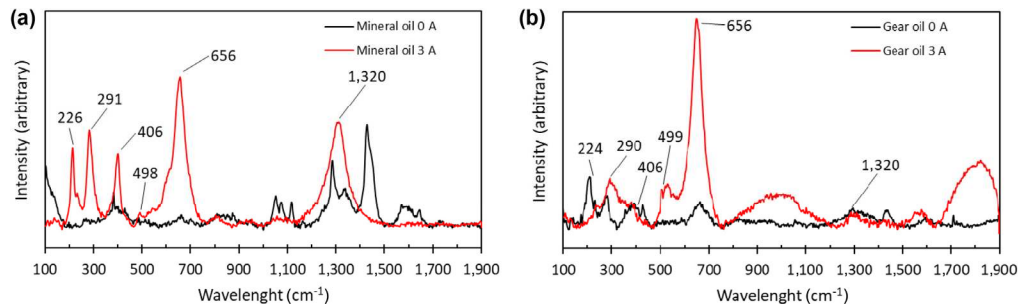 (a)
Mineral oil 0 A
Mineral oil 3 A
656
1,320
291
226
406
498
Intensity (arbitrary)
100 300 500 700 900 1,100 1,300 1,500 1,700 1,900
Wavelenght (cm-1)
(b)
Gear oil 0 A
Gear oil 3 A
656
499
290
224
406
1,320
Intensity (arbitrary)
100 300 500 700 900 1,100 1,300 1,500 1,700 1,900
Wavelenght (cm-1)